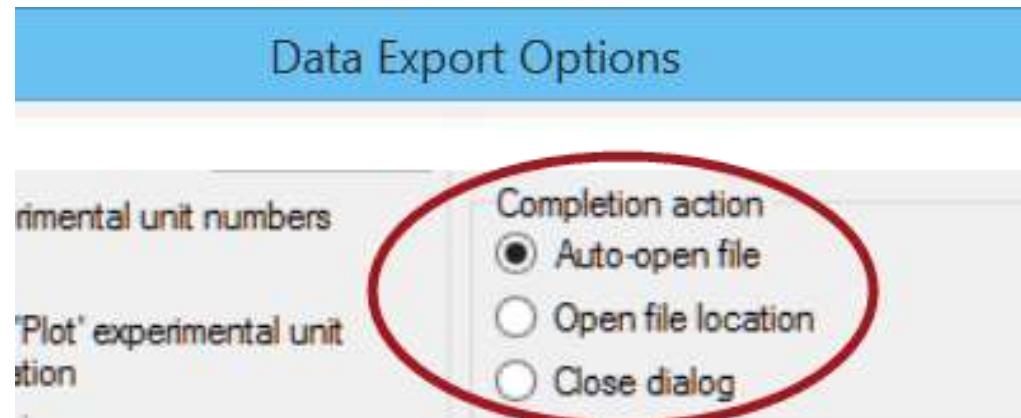 Data Export Options
rimental unit numbers
'Plot' experimental unit
ation
Completion action
Auto-open file
Open file location
Close dialog